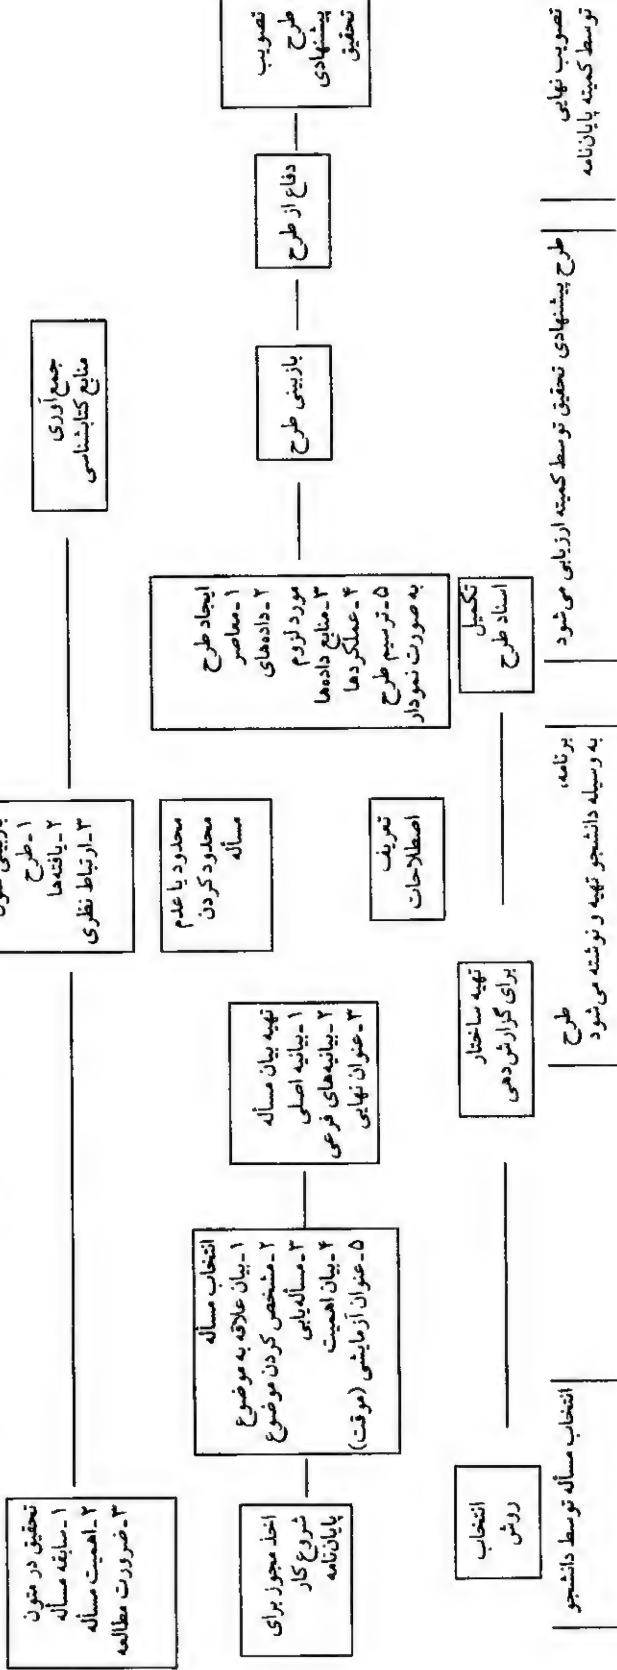 تحقیق در متون
۱ـ سابقه مسأله
۲ـ اهمیت مسأله
۳ـ ضرورت مطالعه
۱ـ طرح
۲ـ یافته‌ها
۳ـ ارتباط نظری
جمع‌آوری
منابع کتابشناسی
اخذ مجوز برای
شروع کار
پایان‌نامه
انتخاب مسأله
۱ـ بیان علاقه به موضوع
۲ـ مشخص کردن موضوع
۳ـ مسأله‌یابی
۴ـ بیان اهمیت
۵ـ عنوان آزمایشی (موقت)
تهیه بیان مسأله
۱ـ بیانیه اصلی
۲ـ بیانیه‌های فرعی
۳ـ عنوان نهایی
محدود یا عدم
محدود کردن
مسأله
تعریف
اصطلاحات
ایجاد طرح
۱ـ معاصر
۲ـ داده‌های
مورد لزوم
۳ـ منابع داده‌ها
۴ـ عملکردها
۵ـ ترسیم طرح
به صورت نمودار
بازبینی طرح
دفاع از طرح
تصویب
طرح
پیشنهادی
تحقیق
روش
انتخاب
تهیه ساختار
برای گزارش‌دهی
تکمیل
اسناد طرح
انتخاب مسأله توسط دانشجو
طرح
برنامه،
به وسیله دانشجو تهیه و نوشته می‌شود
طرح پیشنهادی تحقیق توسط کمیته ارزیابی می‌شود
تصویب نهایی
توسط کمیته پایان‌نامه